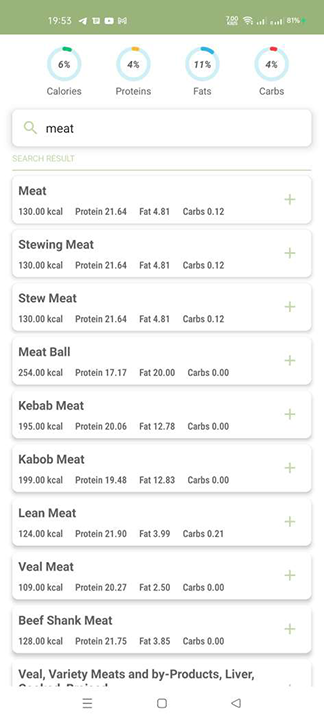 19:53
7.00 KB/S
81%
6% 4% 11% 4%
Calories Proteins Fats Carbs
meat
SEARCH RESULT
Meat
130.00 kcal Protein 21.64 Fat 4.81 Carbs 0.12
Stewing Meat
130.00 kcal Protein 21.64 Fat 4.81 Carbs 0.12
Stew Meat
130.00 kcal Protein 21.64 Fat 4.81 Carbs 0.12
Meat Ball
254.00 kcal Protein 17.17 Fat 20.00 Carbs 0.00
Kebab Meat
195.00 kcal Protein 20.06 Fat 12.78 Carbs 0.00
Kabob Meat
199.00 kcal Protein 19.48 Fat 12.83 Carbs 0.00
Lean Meat
124.00 kcal Protein 21.90 Fat 3.99 Carbs 0.21
Veal Meat
109.00 kcal Protein 20.27 Fat 2.50 Carbs 0.00
Beef Shank Meat
128.00 kcal Protein 21.75 Fat 3.85 Carbs 0.00
Veal, Variety Meats and by-Products, Liver,
Cooked, Braised